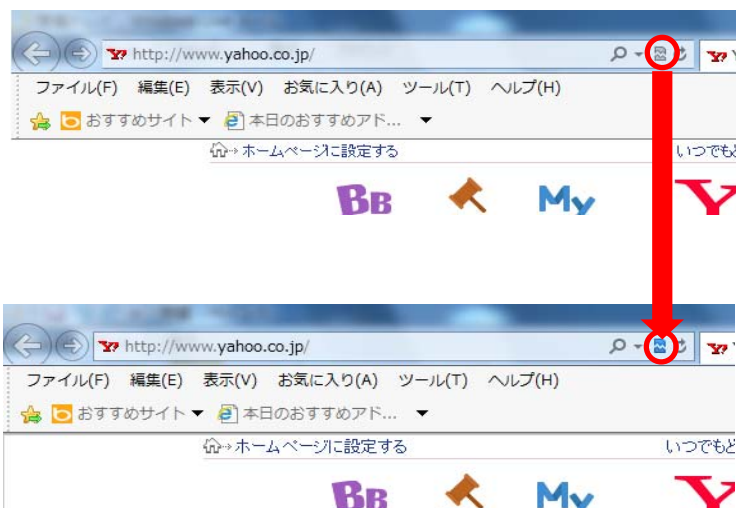 http://www.yahoo.co.jp/
ファイル(F) 編集(E) 表示(V) お気に入り(A) ツール(T) ヘルプ(H)
おすすめサイト ▼ 本日のおすすめアド... ▼
ホームページに設定する いつでもど
BB My Y
http://www.yahoo.co.jp/
ファイル(F) 編集(E) 表示(V) お気に入り(A) ツール(T) ヘルプ(H)
おすすめサイト ▼ 本日のおすすめアド... ▼
ホームページに設定する いつでもど
BB My Y